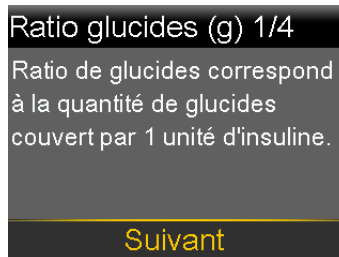 Ratio glucides (g) 1/4
Ratio de glucides correspond
à la quantité de glucides
couvert par 1 unité d'insuline.
Suivant